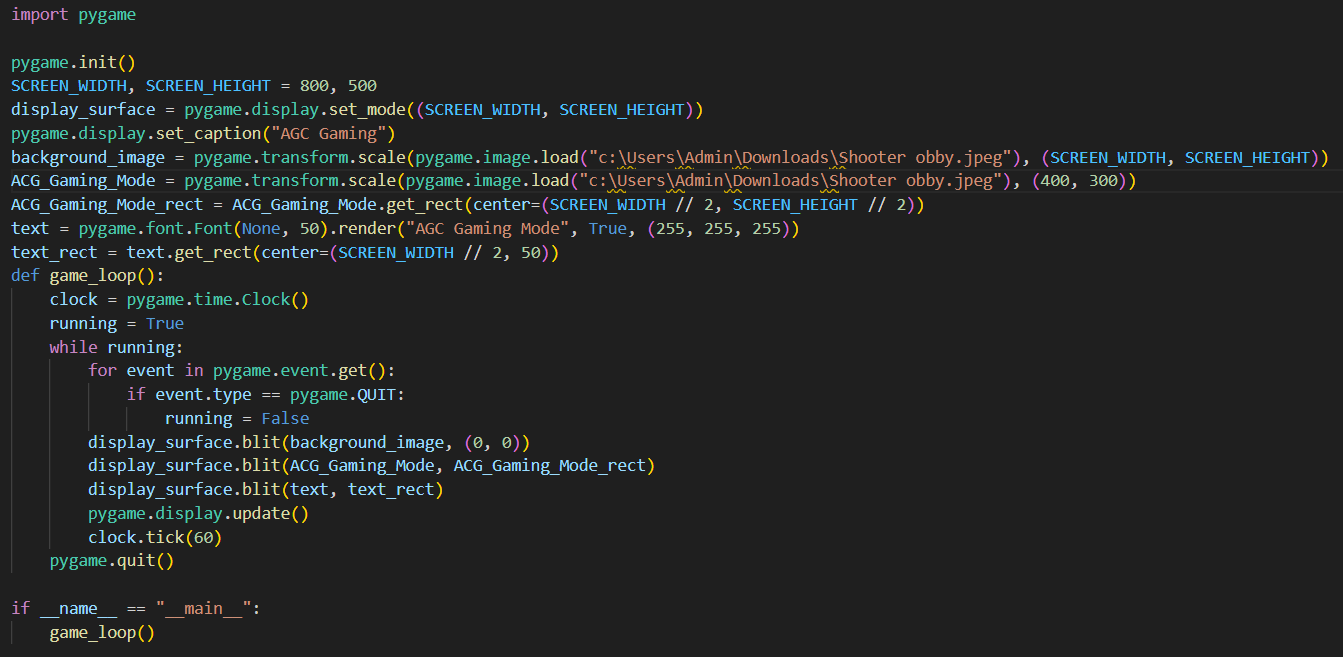 import pygame

pygame.init()
SCREEN_WIDTH, SCREEN_HEIGHT = 800, 500
display_surface = pygame.display.set_mode((SCREEN_WIDTH, SCREEN_HEIGHT))
pygame.display.set_caption("AGC Gaming")
background_image = pygame.transform.scale(pygame.image.load("c:\Users\Admin\Downloads\Shooter obby.jpeg"), (SCREEN_WIDTH, SCREEN_HEIGHT))
ACG_Gaming_Mode = pygame.transform.scale(pygame.image.load("c:\Users\Admin\Downloads\Shooter obby.jpeg"), (400, 300))
ACG_Gaming_Mode_rect = ACG_Gaming_Mode.get_rect(center=(SCREEN_WIDTH // 2, SCREEN_HEIGHT // 2))
text = pygame.font.Font(None, 50).render("AGC Gaming Mode", True, (255, 255, 255))
text_rect = text.get_rect(center=(SCREEN_WIDTH // 2, 50))
def game_loop():
    clock = pygame.time.Clock()
    running = True
    while running:
        for event in pygame.event.get():
            if event.type == pygame.QUIT:
                running = False
        display_surface.blit(background_image, (0, 0))
        display_surface.blit(ACG_Gaming_Mode, ACG_Gaming_Mode_rect)
        display_surface.blit(text, text_rect)
        pygame.display.update()
        clock.tick(60)
    pygame.quit()

if __name__ == "__main__":
    game_loop()